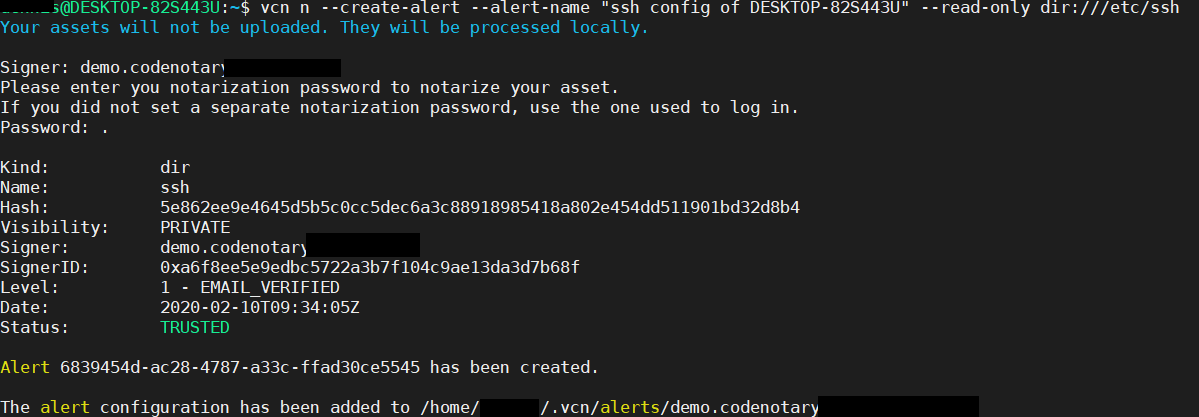 @DESKTOP-82S443U:~$ vcn n --create-alert --alert-name "ssh config of DESKTOP-82S443U" --read-only dir:///etc/ssh
Your assets will not be uploaded. They will be processed locally.
Signer: demo.codenotary
Please enter you notarization password to notarize your asset.
If you did not set a separate notarization password, use the one used to log in.
Password: .
Kind: dir
Name: ssh
Hash: 5e862ee9e4645d5b5c0cc5dec6a3c88918985418a802e454dd511901bd32d8b4
Visibility: PRIVATE
Signer: demo.codenotary
SignerID: 0xa6f8ee5e9edbc5722a3b7f104c9ae13da3d7b68f
Level: 1 - EMAIL_VERIFIED
Date: 2020-02-10T09:34:05Z
Status: TRUSTED
Alert 6839454d-ac28-4787-a33c-ffad30ce5545 has been created.
The alert configuration has been added to /home/ /.vcn/alerts/demo.codenotary